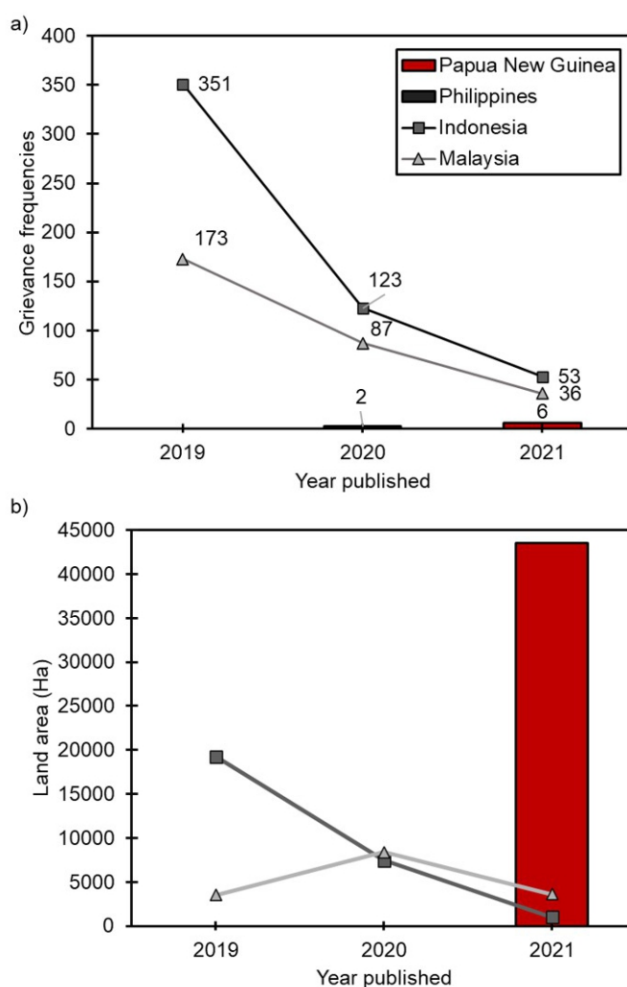 a)
400
350
300
250
200
150
100
50
0
Grievance frequencies
351
173
123
87
2
53
36
6
Papua New Guinea
Philippines
Indonesia
Malaysia
2019 2020 2021
Year published
b)
45000
40000
35000
30000
25000
20000
15000
10000
5000
0
Land area (Ha)
2019 2020 2021
Year published